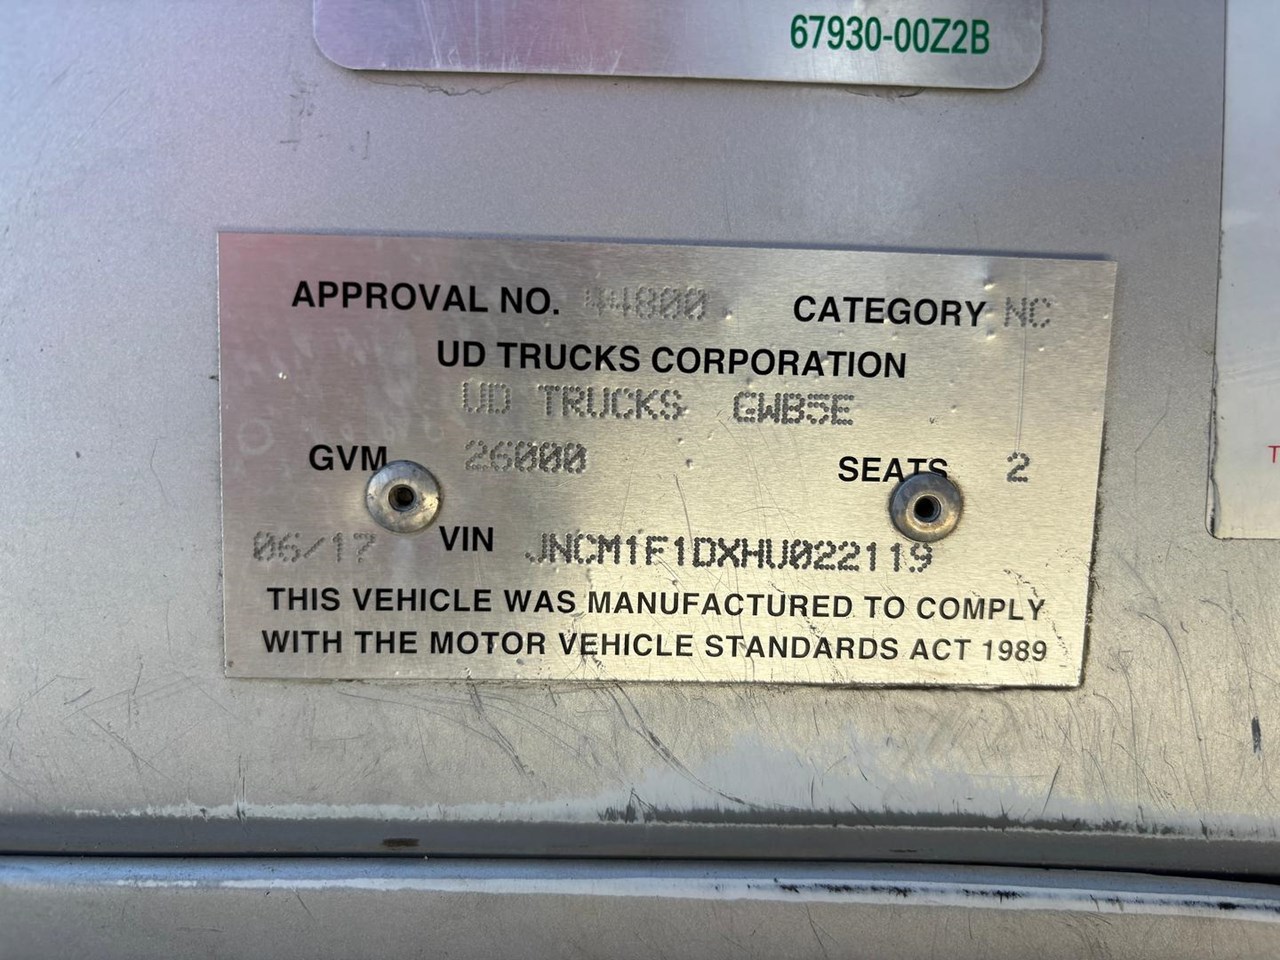 67930-00Z2B
APPROVAL NO. 44800 CATEGORY NC
UD TRUCKS CORPORATION
UD TRUCKS GWB5E
GVM 26000 SEATS 2
06/17 VIN JNCM1F1DXHU022119
THIS VEHICLE WAS MANUFACTURED TO COMPLY
WITH THE MOTOR VEHICLE STANDARDS ACT 1989
T